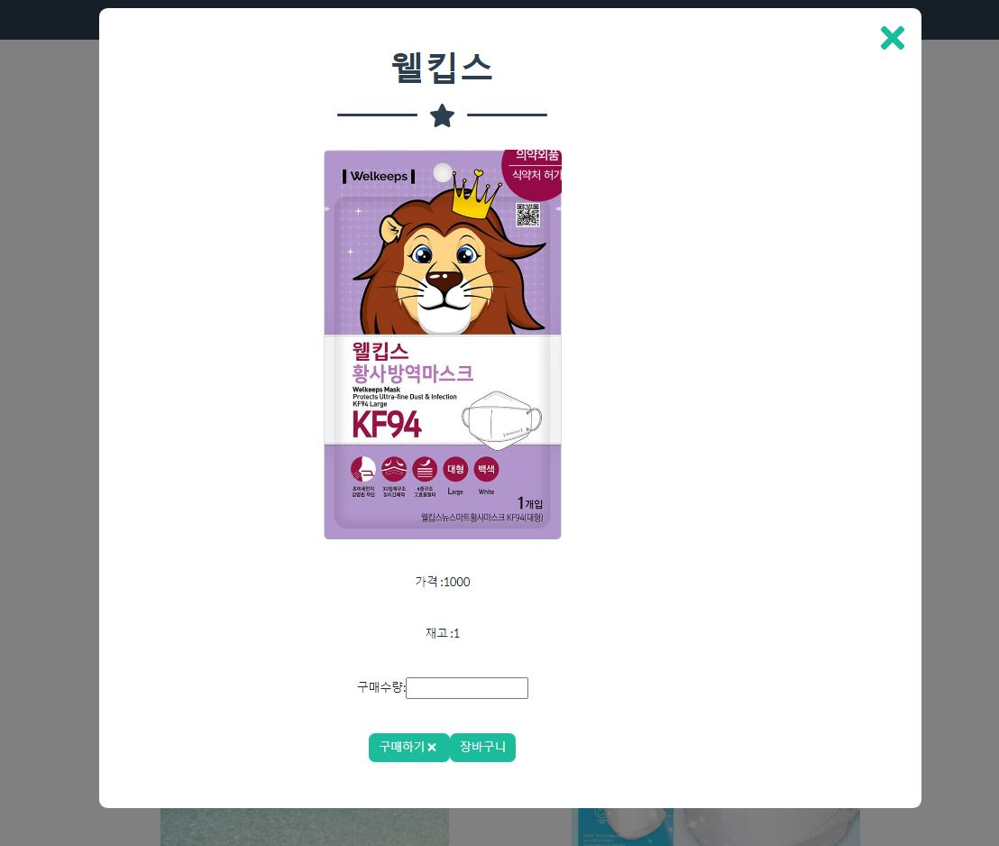 웰킵스
Welkeeps
의약외품
식약처 허가
웰킵스
황사방역마스크
Welkeeps Mask
Protects Ultra-fine Dust & Infection
KF94 Large
KF94
대형
백색
초미세먼지
감염원 차단
3D입체구조
장시간쾌적
4중구조
고효율필터
Large
White
1개입
웰킵스뉴스마트황사마스크 KF94(대형)
가격 :1000
재고 :1
구매수량:
구매하기
장바구니